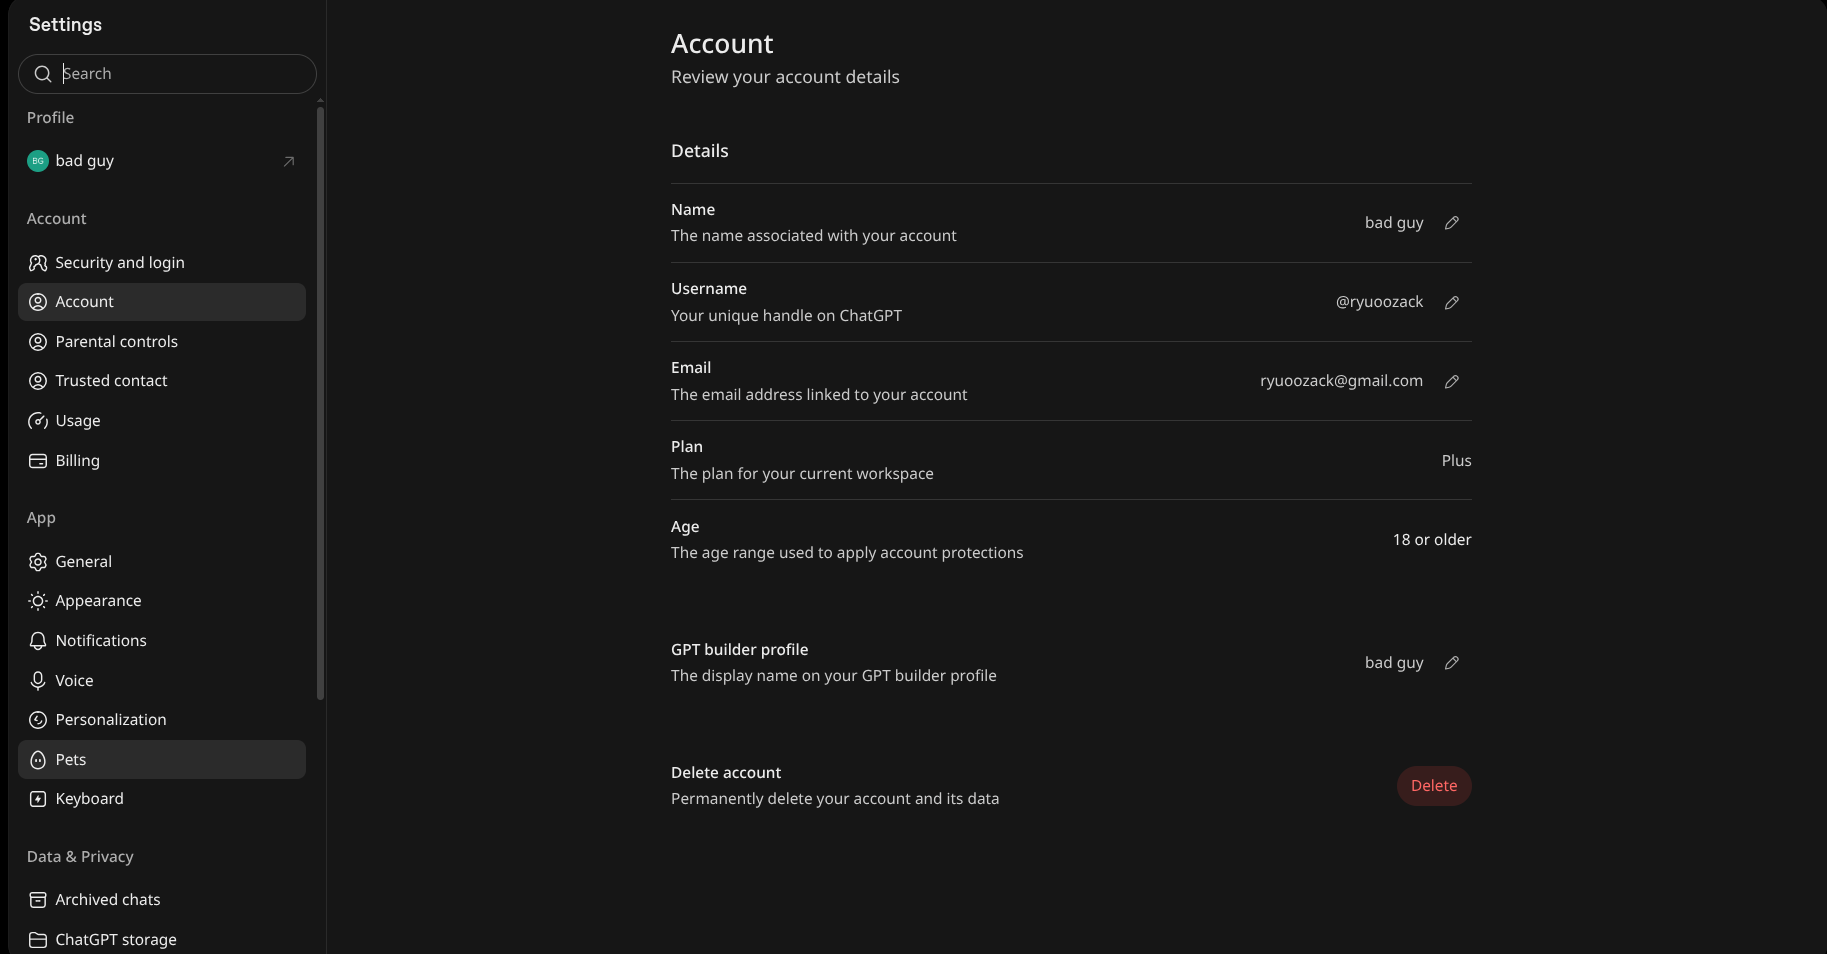 Settings
Search
Profile
BG
bad guy
Account
Security and login
Account
Parental controls
Trusted contact
Usage
Billing
App
General
Appearance
Notifications
Voice
Personalization
Pets
Keyboard
Data & Privacy
Archived chats
ChatGPT storage
Account
Review your account details
Details
Name
The name associated with your account
bad guy
Username
Your unique handle on ChatGPT
@ryuoozack
Email
The email address linked to your account
ryuoozack@gmail.com
Plan
The plan for your current workspace
Plus
Age
The age range used to apply account protections
18 or older
GPT builder profile
The display name on your GPT builder profile
bad guy
Delete account
Permanently delete your account and its data
Delete